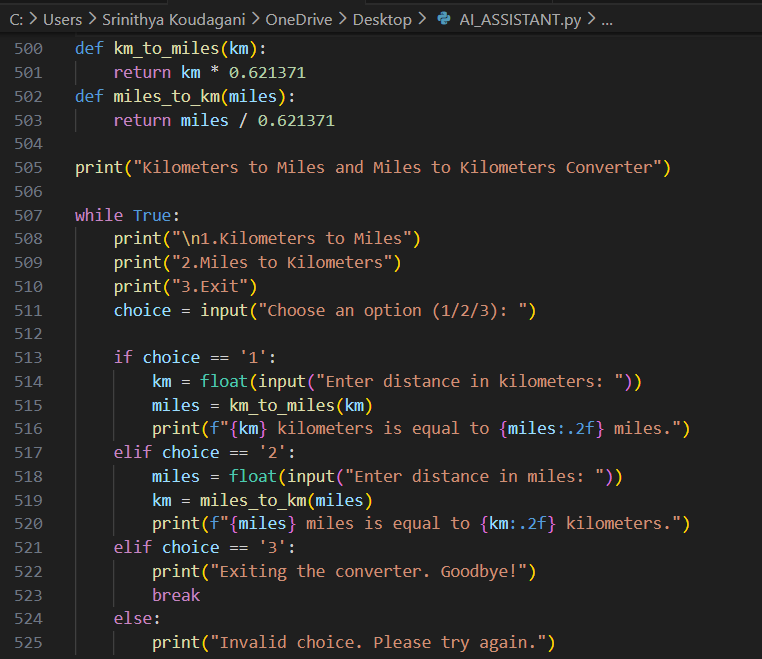 C: > Users > Srinithya Koudagani > OneDrive > Desktop > AI_ASSISTANT.py > ...
500 def km_to_miles(km):
501     return km * 0.621371
502 def miles_to_km(miles):
503     return miles / 0.621371
504
505 print("Kilometers to Miles and Miles to Kilometers Converter")
506
507 while True:
508     print("\n1.Kilometers to Miles")
509     print("2.Miles to Kilometers")
510     print("3.Exit")
511     choice = input("Choose an option (1/2/3): ")
512
513     if choice == '1':
514         km = float(input("Enter distance in kilometers: "))
515         miles = km_to_miles(km)
516         print(f"{km} kilometers is equal to {miles:.2f} miles.")
517     elif choice == '2':
518         miles = float(input("Enter distance in miles: "))
519         km = miles_to_km(miles)
520         print(f"{miles} miles is equal to {km:.2f} kilometers.")
521     elif choice == '3':
522         print("Exiting the converter. Goodbye!")
523         break
524     else:
525         print("Invalid choice. Please try again.")